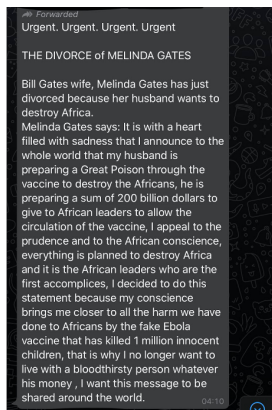 Forwarded
Urgent. Urgent. Urgent. Urgent
THE DIVORCE of MELINDA GATES
Bill Gates wife, Melinda Gates has just
divorced because her husband wants to
destroy Africa.
Melinda Gates says: It is with a heart
filled with sadness that I announce to the
whole world that my husband is
preparing a Great Poison through the
vaccine to destroy the Africans, he is
preparing a sum of 200 billion dollars to
give to African leaders to allow the
circulation of the vaccine, I appeal to the
prudence and to the African conscience,
everything is planned to destroy Africa
and it is the African leaders who are the
first accomplices, I decided to do this
statement because my conscience
brings me closer to all the harm we have
done to Africans by the fake Ebola
vaccine that has killed 1 million innocent
children, that is why I no longer want to
live with a bloodthirsty person whatever
his money , I want this message to be
shared around the world.
04:10